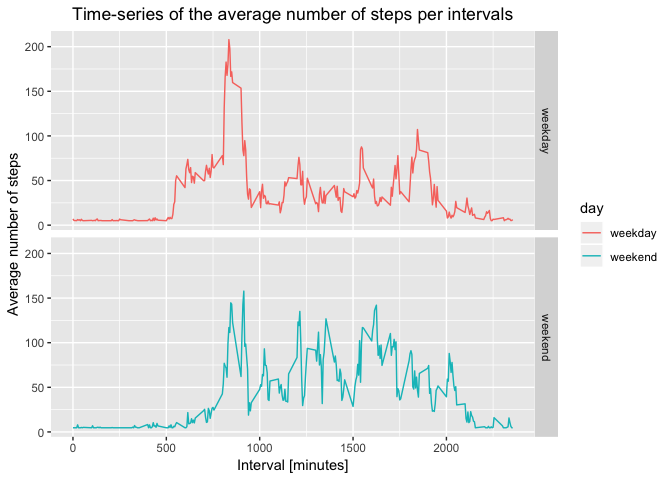 Time-series of the average number of steps per intervals
Average number of steps
200
150
100
50
0
weekday
200
150
100
50
0
weekend
0 500 1000 1500 2000
Interval [minutes]
day
weekday
weekend